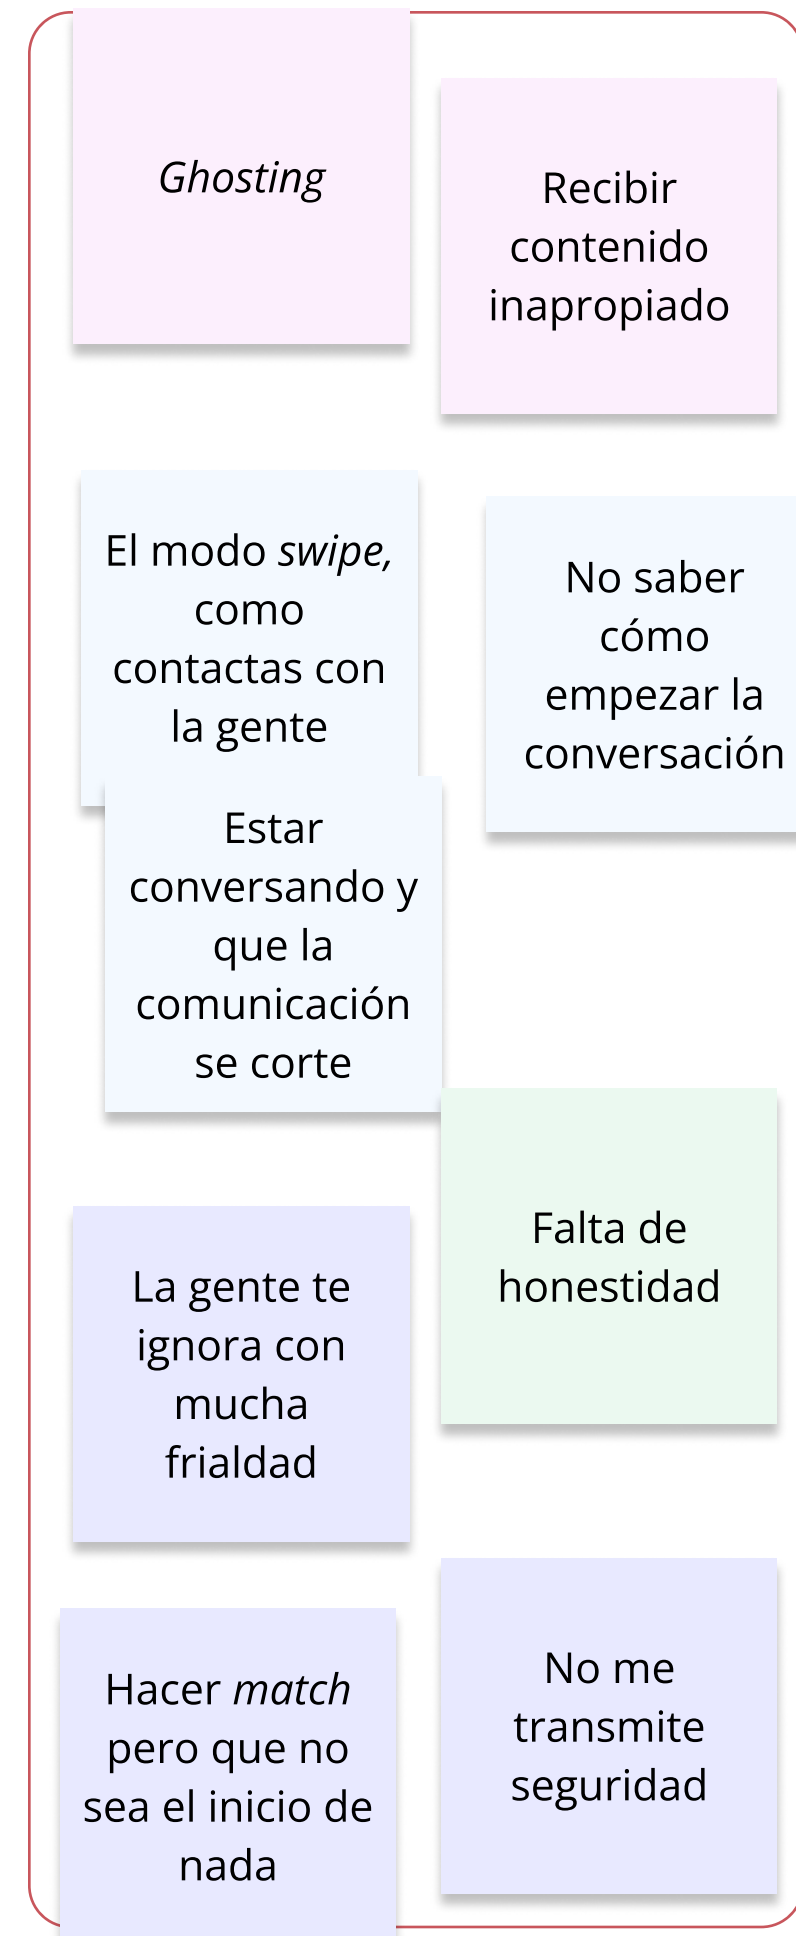 Ghosting
Recibir
contenido
inapropiado
El modo swipe,
como
contactas con
la gente
No saber
cómo
empezar la
conversación
Estar
conversando y
que la
comunicación
se corte
Falta de
honestidad
La gente te
ignora con
mucha
frialdad
No me
transmite
seguridad
Hacer match
pero que no
sea el inicio de
nada